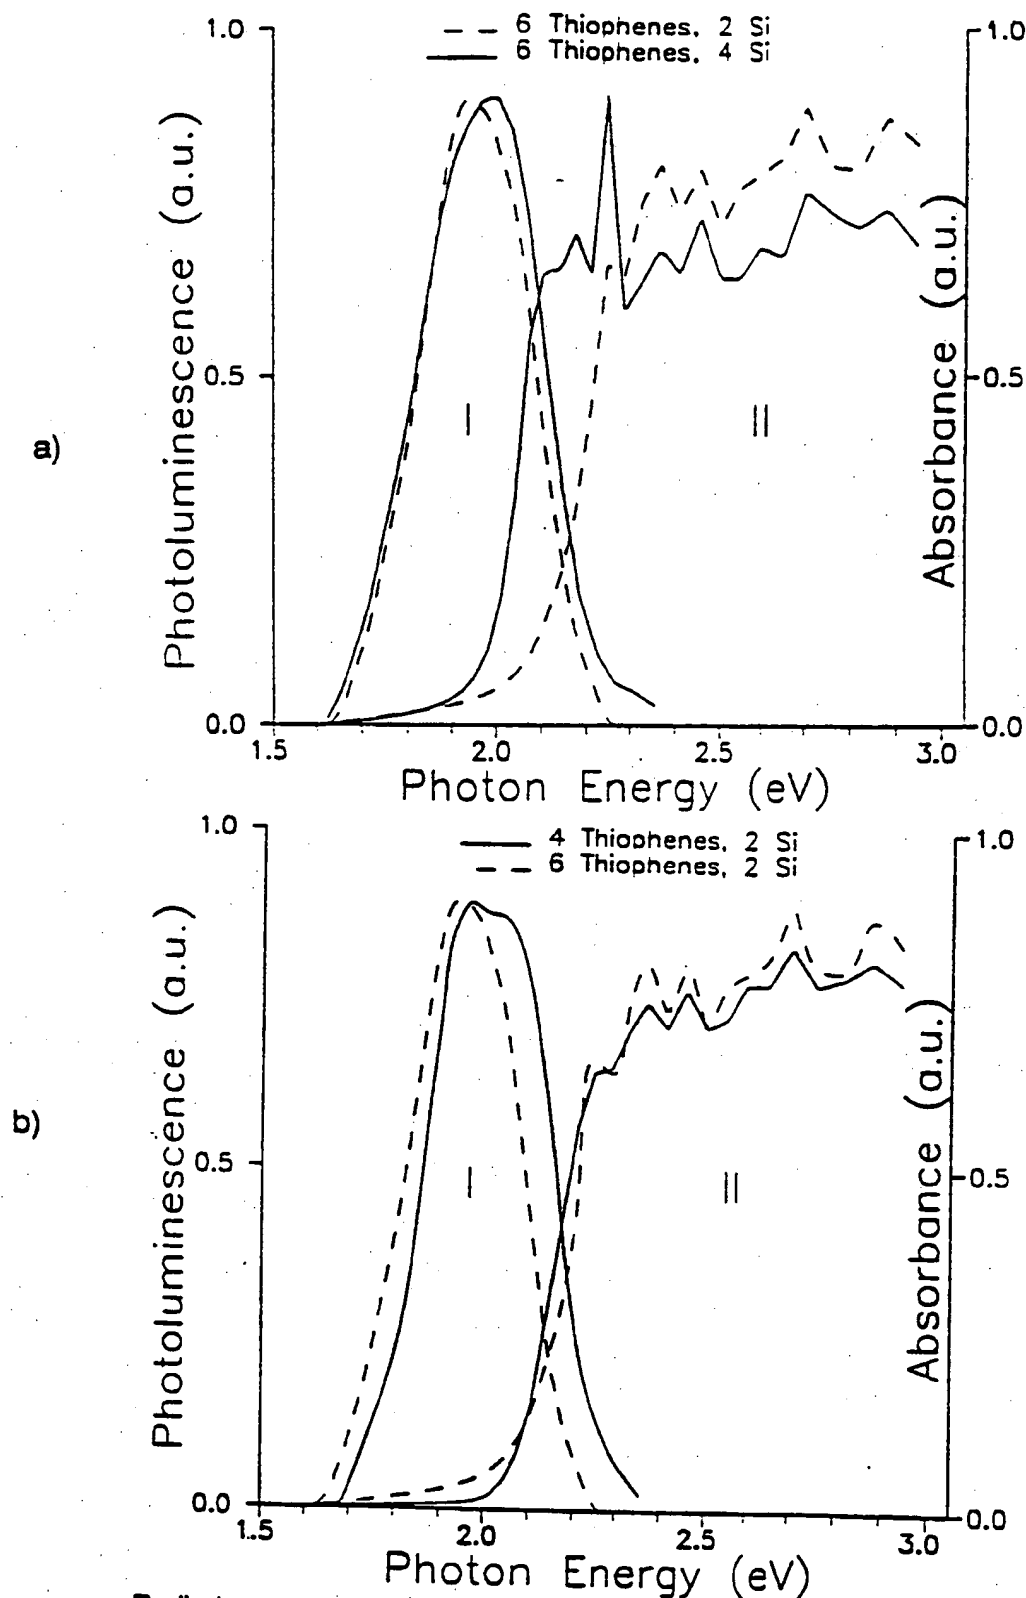 6 Thiophenes, 2 Si
6 Thiophenes, 4 Si
1.0
1.0
Photoluminescence (a.u.)
Absorbance (a.u.)
0.5
0.5
I
II
a)
0.0
0.0
1.5
2.0
2.5
3.0
Photon Energy (eV)
4 Thiophenes, 2 Si
6 Thiophenes, 2 Si
1.0
1.0
Photoluminescence (a.u.)
Absorbance (a.u.)
0.5
0.5
I
II
b)
0.0
0.0
1.5
2.0
2.5
3.0
Photon Energy (eV)